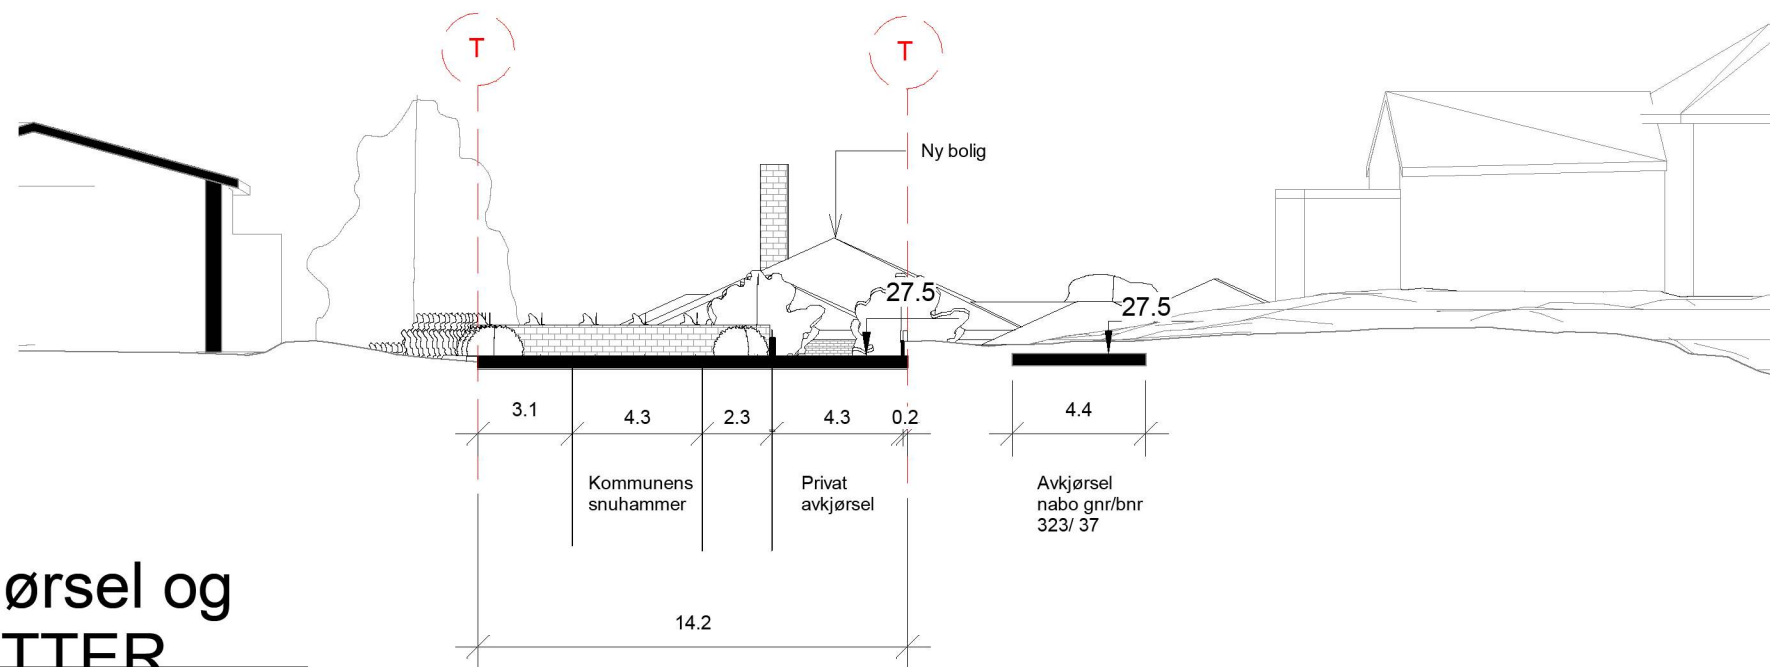 T
T
Ny bolig
27.5
27.5
3.1
4.3
2.3
4.3
0.2
4.4
Kommunens
snuhammer
Privat
avkjørsel
Avkjørsel
nabo gnr/bnr
323/ 37
ørsel og
TTER
14.2